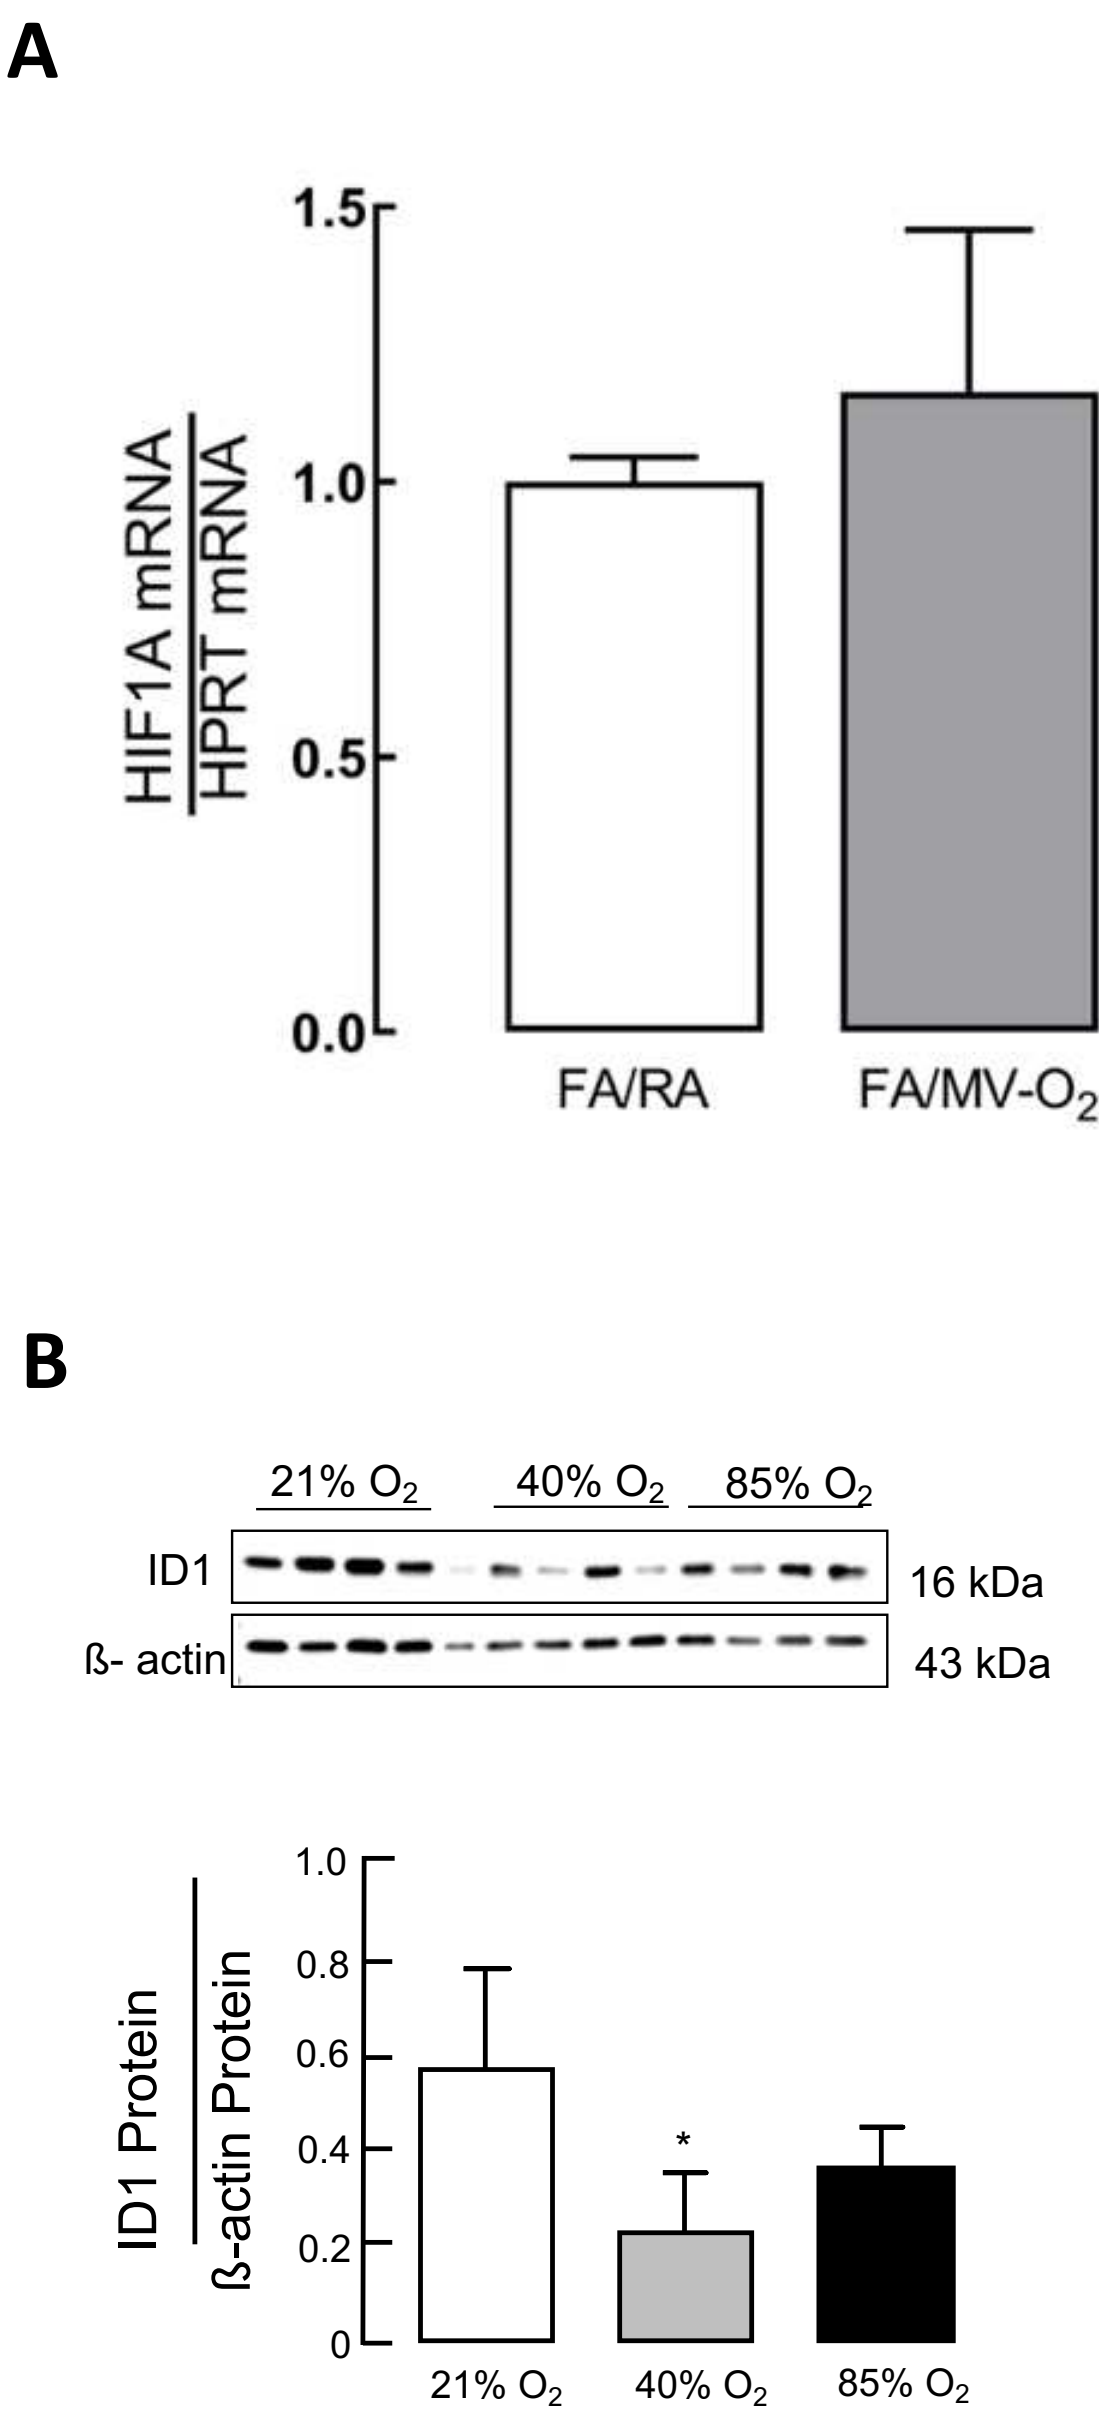 A
1.5
1.0
0.5
0.0
HIF1A mRNA
HPRT mRNA
FA/RA
FA/MV-O₂
B
21% O₂
40% O₂
85% O₂
ID1
16 kDa
ß- actin
43 kDa
1.0
0.8
0.6
0.4
0.2
0
ID1 Protein
ß-actin Protein
*
21% O₂
40% O₂
85% O₂